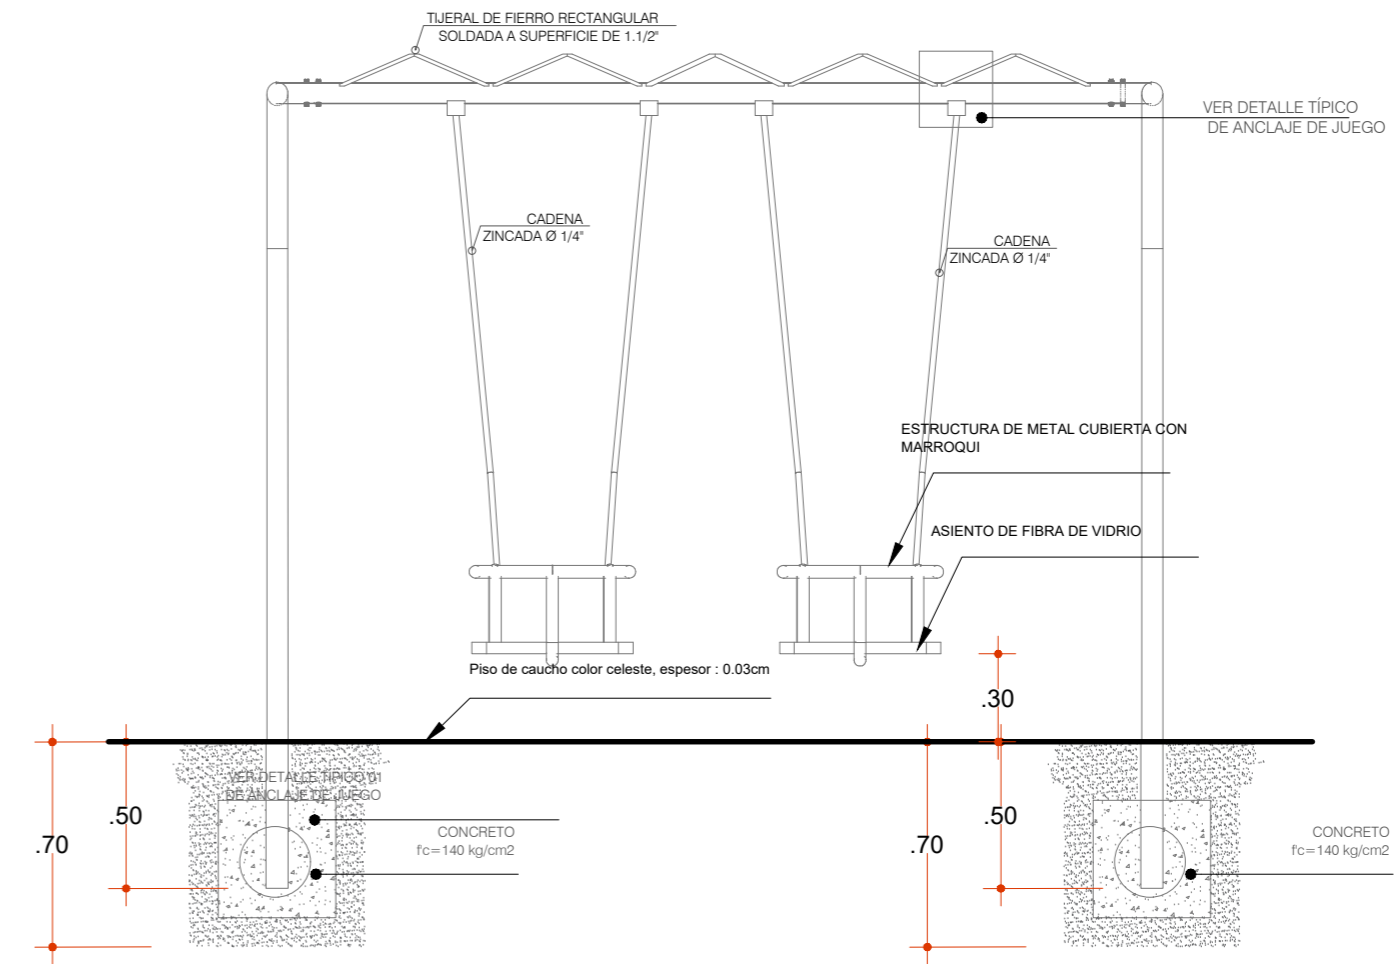 TIJERAL DE FIERRO RECTANGULAR
SOLDADA A SUPERFICIE DE 1.1/2"
VER DETALLE TÍPICO
DE ANCLAJE DE JUEGO
CADENA
ZINCADA Ø 1/4"
CADENA
ZINCADA Ø 1/4"
ESTRUCTURA DE METAL CUBIERTA CON
MARROQUI
ASIENTO DE FIBRA DE VIDRIO
Piso de caucho color celeste, espesor : 0.03cm
.30
VER DETALLE TÍPICO 01
DE ANCLAJE DE JUEGO
.50
.70
CONCRETO
f'c=140 kg/cm2
.50
.70
CONCRETO
f'c=140 kg/cm2